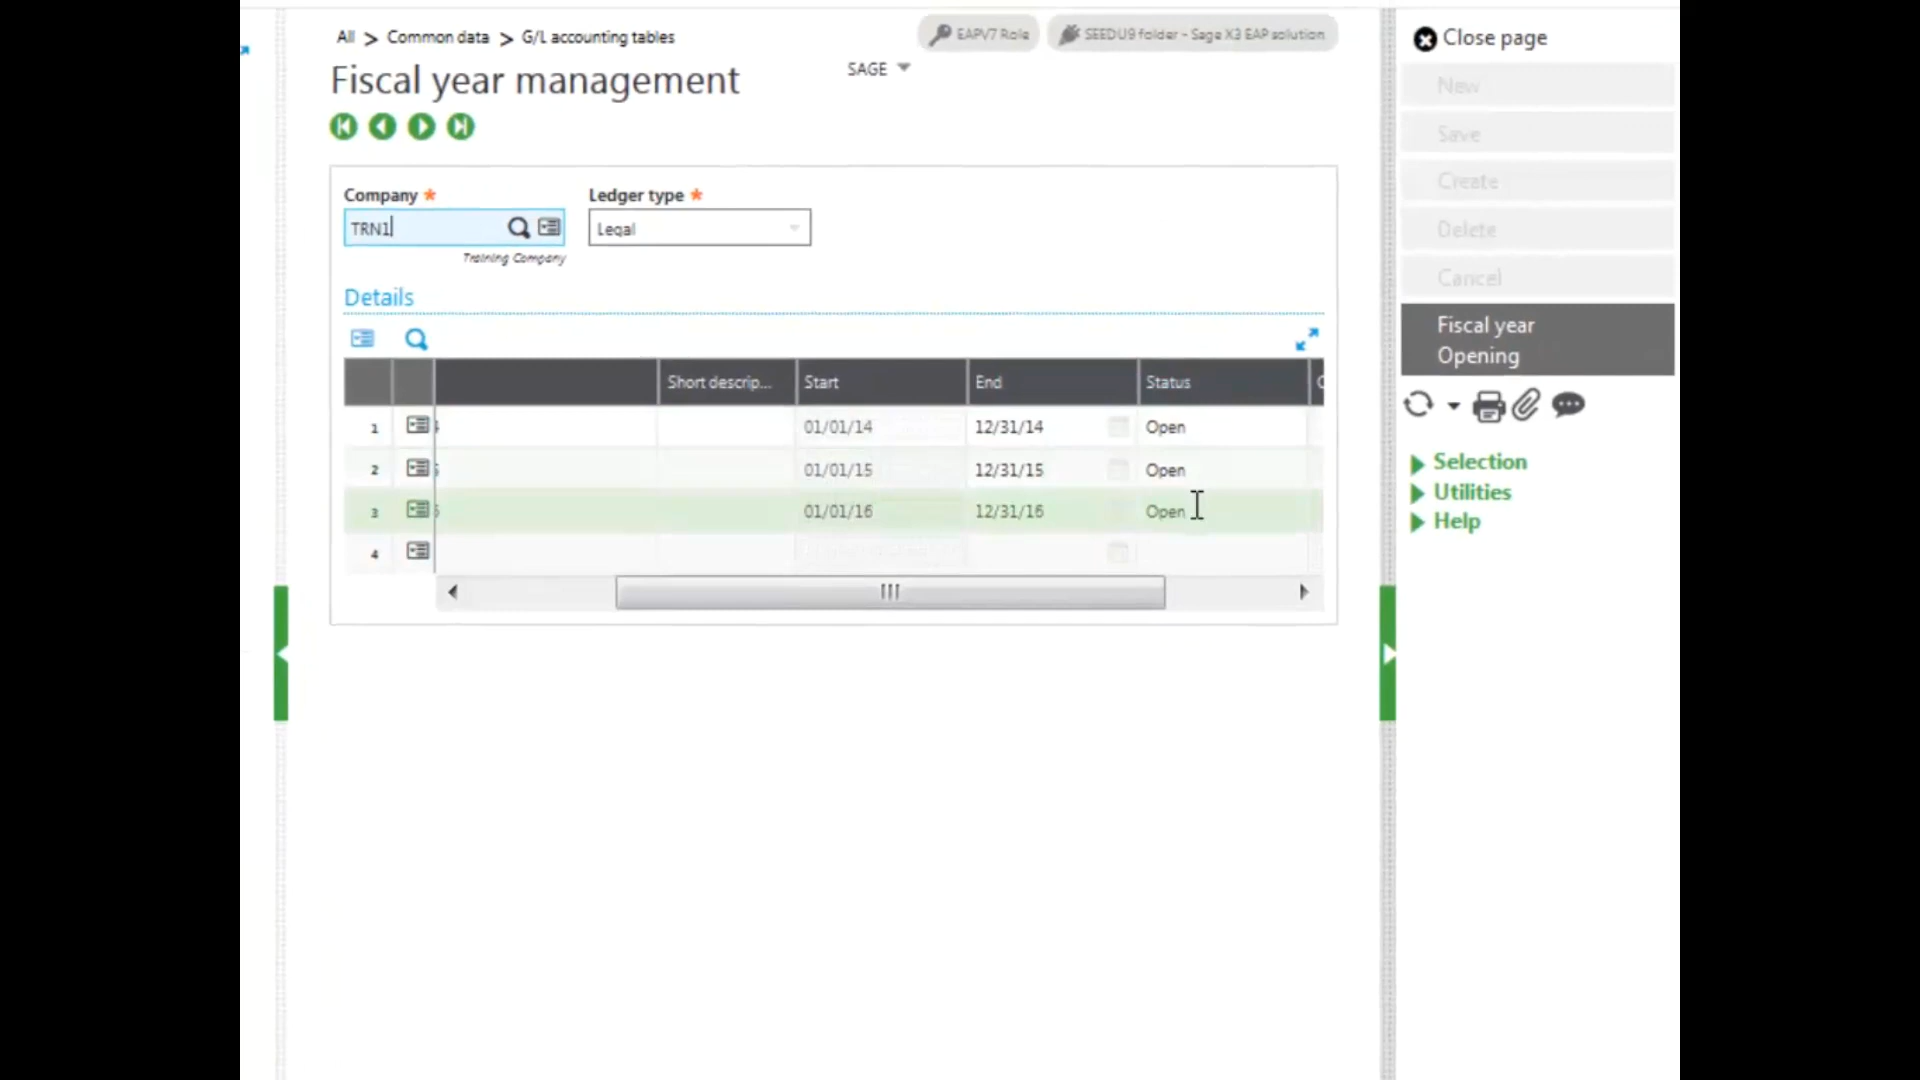 All > Common data > G/L accounting tables
EAPV7 Role
SEEDU9 folder - Sage X3 EAP solution
Fiscal year management
SAGE
Company *
Ledger type *
TRN1
Legal
Training Company
Details
Short descrip... Start End Status
1 01/01/14 12/31/14 Open
2 01/01/15 12/31/15 Open
3 01/01/16 12/31/16 Open
4
Close page
New
Save
Create
Delete
Cancel
Fiscal year
Opening
Selection
Utilities
Help